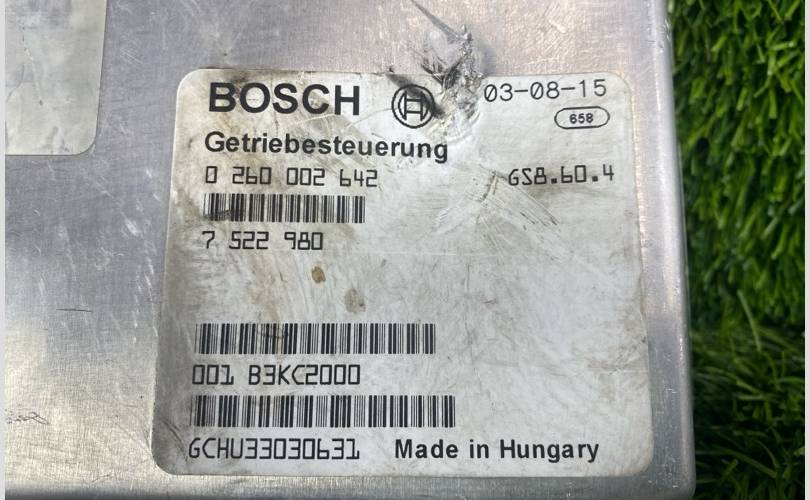 BOSCH 03-08-15
658
Getriebesteuerung
0 260 002 642 GS8.60.4
7 522 980
001 B3KC2000
GCHU33030631 Made in Hungary